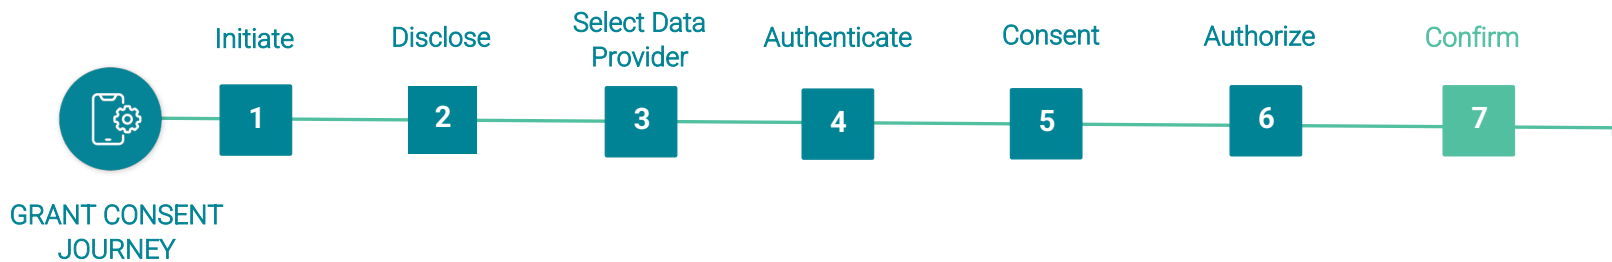 Initiate
Disclose
Select Data
Provider
Authenticate
Consent
Authorize
Confirm
1
2
3
4
5
6
7
GRANT CONSENT
JOURNEY